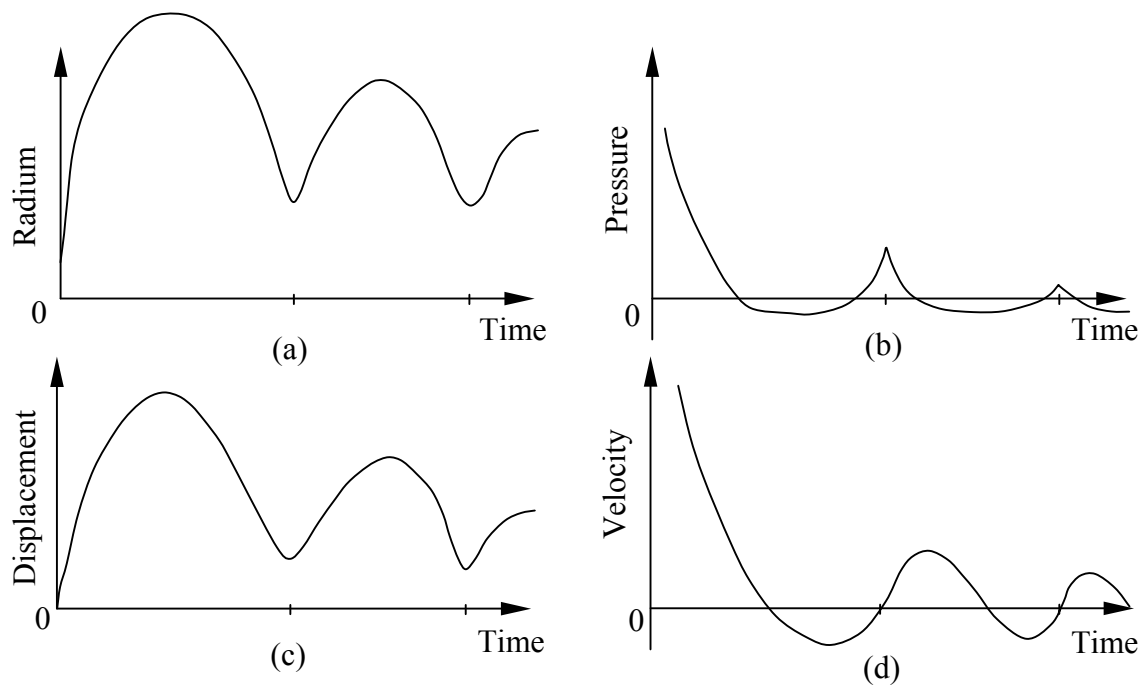 Radium
0
Time
(a)
Pressure
0
Time
(b)
Displacement
0
Time
(c)
Velocity
0
Time
(d)